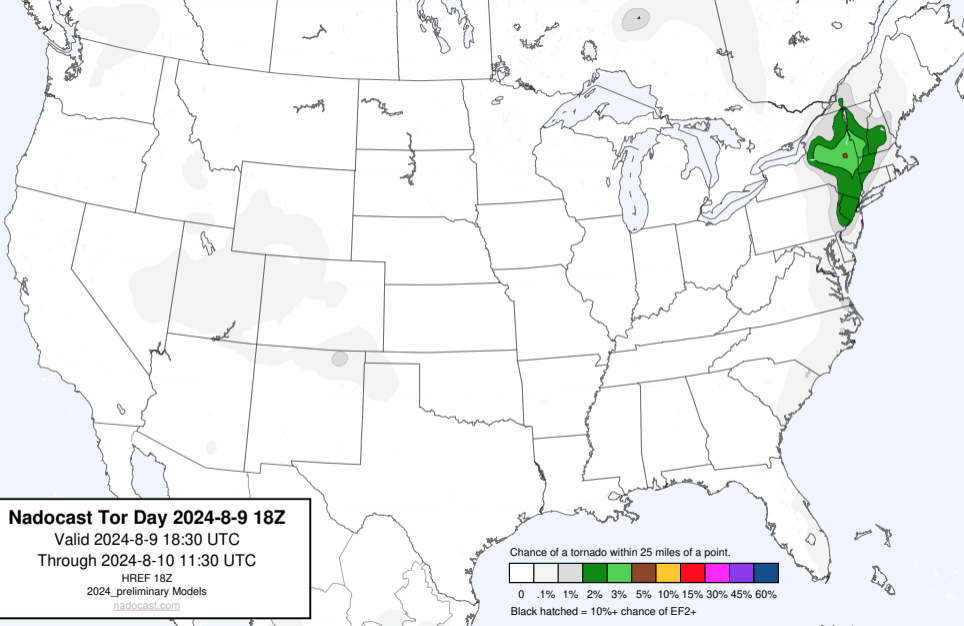 Nadocast Tor Day 2024-8-9 18Z
Valid 2024-8-9 18:30 UTC
Through 2024-8-10 11:30 UTC
HREF 18Z
2024_preliminary Models
nadocast.com
Chance of a tornado within 25 miles of a point.
0 .1% 1% 2% 3% 5% 10% 15% 30% 45% 60%
Black hatched = 10%+ chance of EF2+